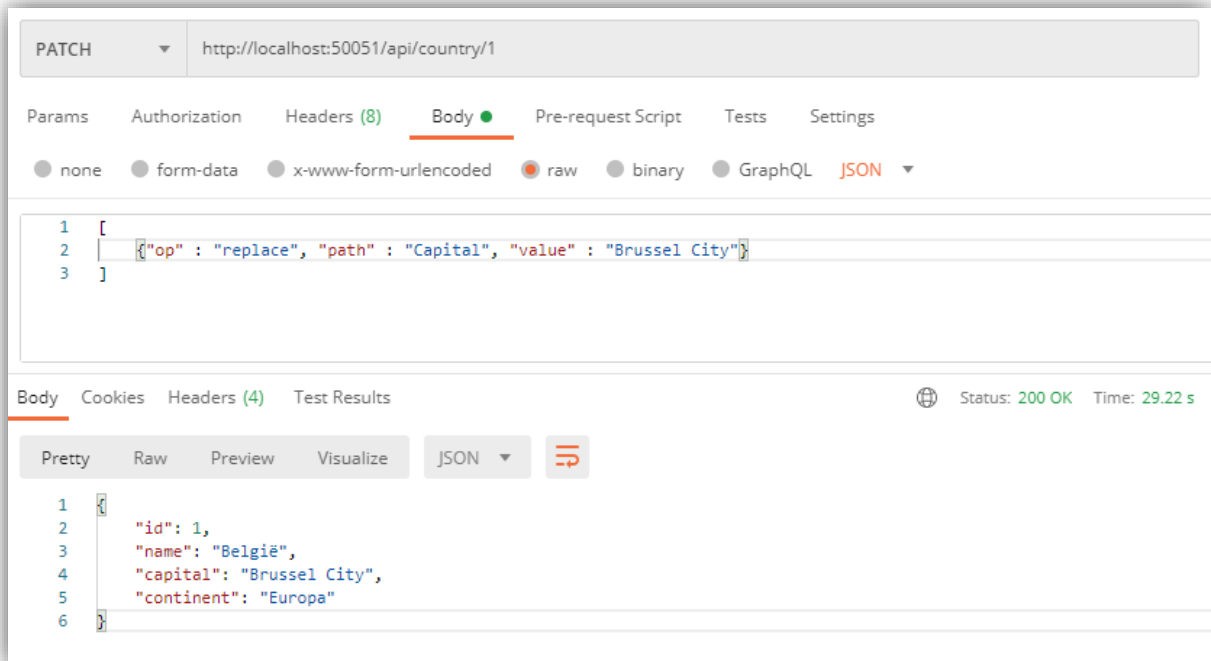 PATCH http://localhost:50051/api/country/1
Params Authorization Headers (8) Body Pre-request Script Tests Settings
none form-data x-www-form-urlencoded raw binary GraphQL JSON
1 [
2 {"op" : "replace", "path" : "Capital", "value" : "Brussel City"}
3 ]
Body Cookies Headers (4) Test Results Status: 200 OK Time: 29.22 s
Pretty Raw Preview Visualize JSON
1 {
2 "id": 1,
3 "name": "België",
4 "capital": "Brussel City",
5 "continent": "Europa"
6 }